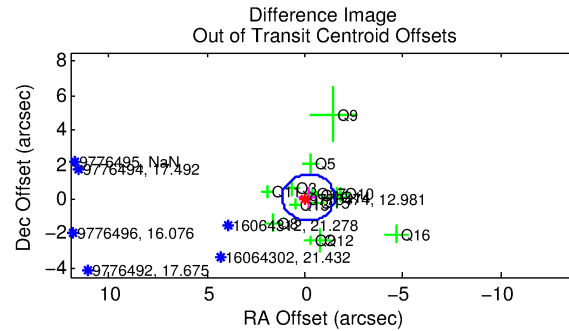 Difference Image
Out of Transit Centroid Offsets
Dec Offset (arcsec)
8
6
4
2
0
−2
−4
Q9
Q5
9776495, NaN
9776494, 17.492
Q3
Q10
12.981
16064312, 21.278
9776496, 16.076
Q12
Q16
16064302, 21.432
9776492, 17.675
10
5
0
−5
−10
RA Offset (arcsec)